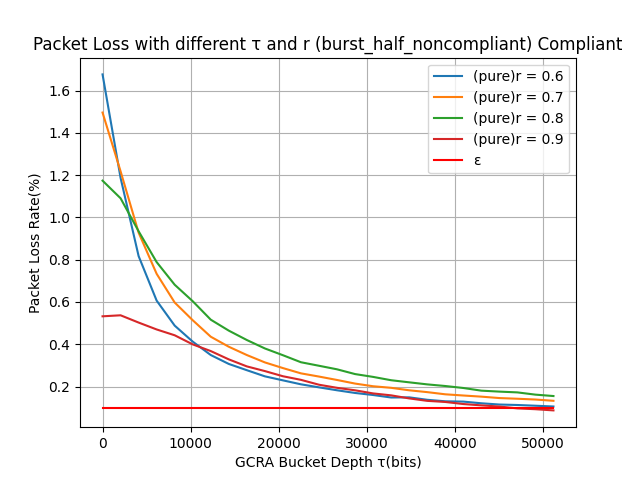 Packet Loss with different τ and r (burst_half_noncompliant) Compliant
(pure)r = 0.6
(pure)r = 0.7
(pure)r = 0.8
(pure)r = 0.9
ε
Packet Loss Rate(%)
1.6
1.4
1.2
1.0
0.8
0.6
0.4
0.2
0 10000 20000 30000 40000 50000
GCRA Bucket Depth τ(bits)